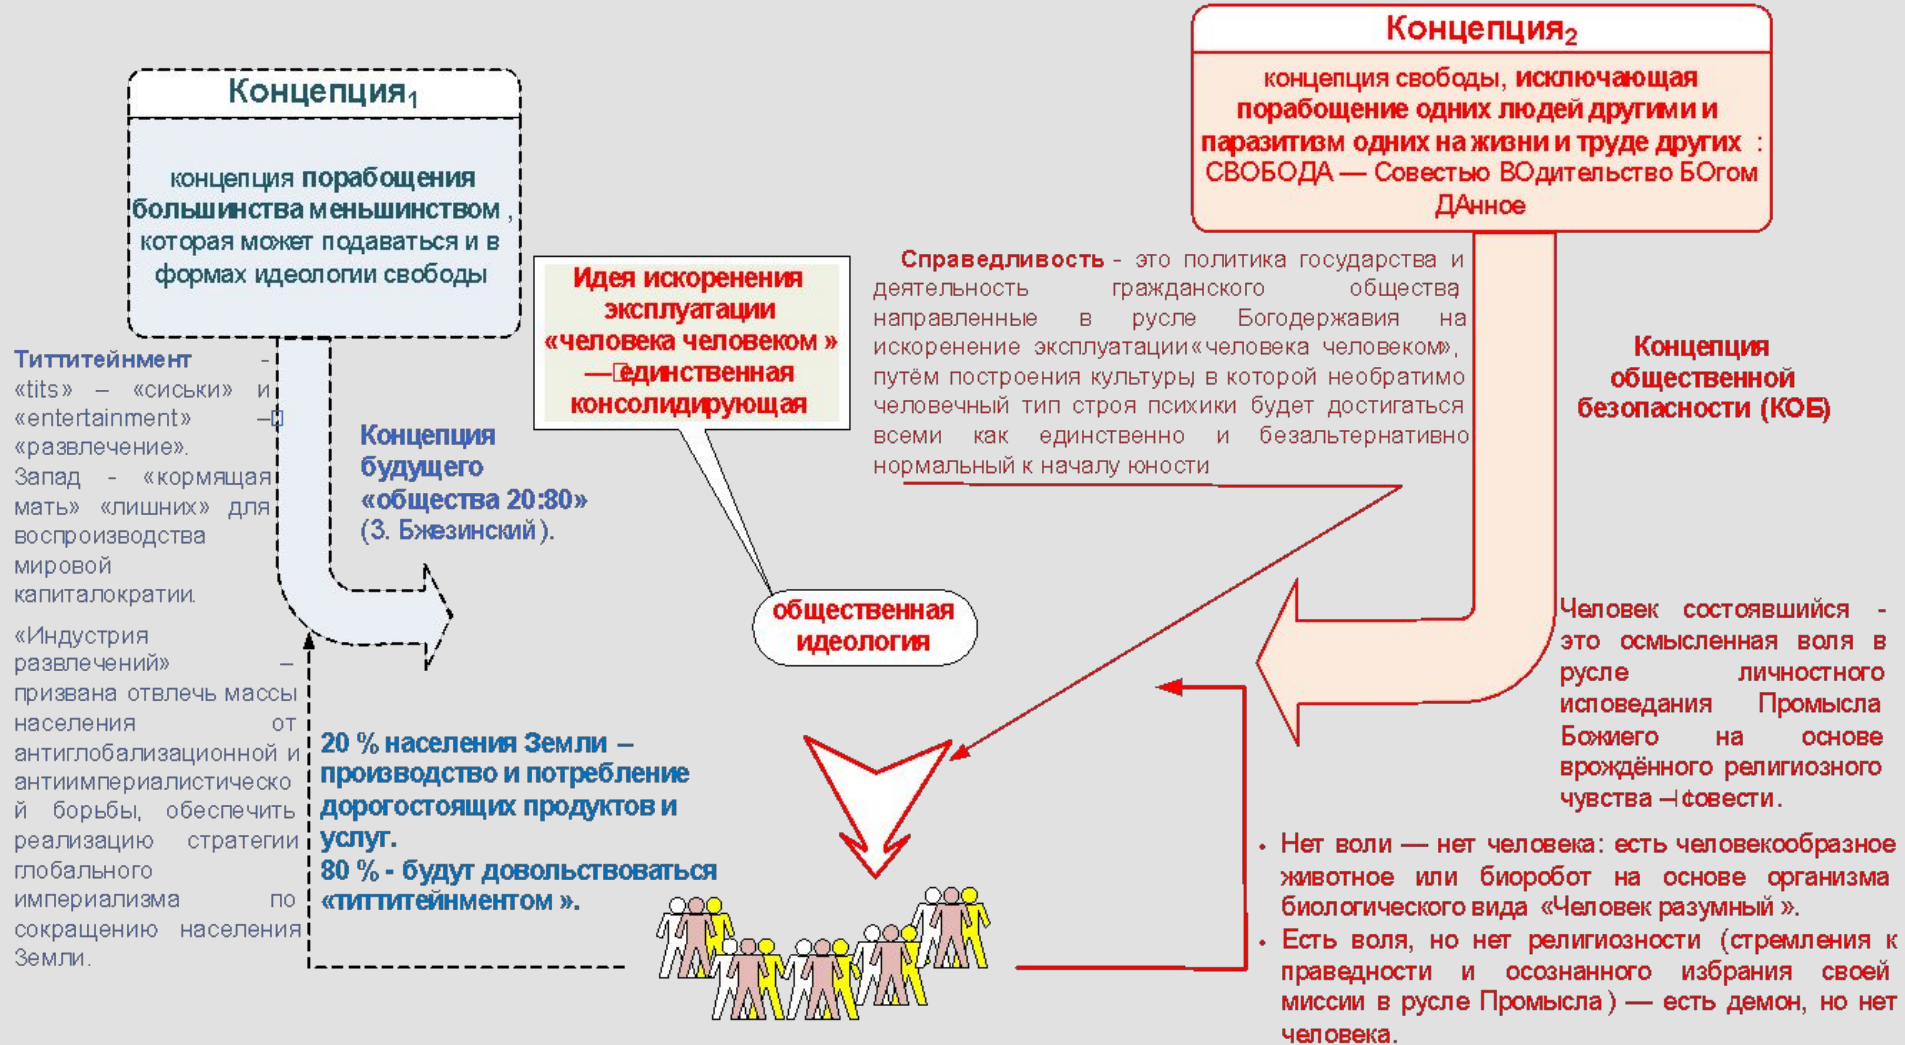 Концепция₁
концепция порабощения
большинства меньшинством ,
которая может подаваться и в
формах идеологии свободы
Титтитейнмент -
«tits» – «сиськи» и
«entertainment» –
«развлечение».
Запад - «кормящая
мать» «лишних» для
воспроизводства
мировой
капиталократии.
«Индустрия
развлечений» –
призвана отвлечь массы
населения от
антиглобализационной и
антиимпериалистическо
й борьбы, обеспечить
реализацию стратегии
глобального
империализма по
сокращению населения
Земли.
Концепция
будущего
«общества 20:80»
(З. Бжезинский ).
20 % населения Земли –
производство и потребление
дорогостоящих продуктов и
услуг.
80 % - будут довольствоваться
«титтитейнментом ».
Идея искоренения
эксплуатации
«человека человеком »
— единственная
консолидирующая
общественная
идеология
Справедливость - это политика государства и
деятельность гражданского общества,
направленные в русле Богодержавия на
искоренение эксплуатации «человека человеком»,
путём построения культуры, в которой необратимо
человечный тип строя психики будет достигаться
всеми как единственно и безальтернативно
нормальный к началу юности
Концепция₂
концепция свободы, исключающая
порабощение одних людей другими и
паразитизм одних на жизни и труде других :
СВОБОДА — Совестью ВОдительство БОгом
ДАнное
Концепция
общественной
безопасности (КОБ)
Человек состоявшийся -
это осмысленная воля в
русле личностного
исповедания Промысла
Божиего на основе
врождённого религиозного
чувства – совести.
• Нет воли — нет человека: есть человекообразное
животное или биоробот на основе организма
биологического вида «Человек разумный ».
• Есть воля, но нет религиозности (стремления к
праведности и осознанного избрания своей
миссии в русле Промысла ) — есть демон, но нет
человека.